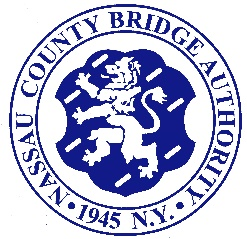 NASSAU COUNTY BRIDGE AUTHORITY
• 1945 N.Y. •